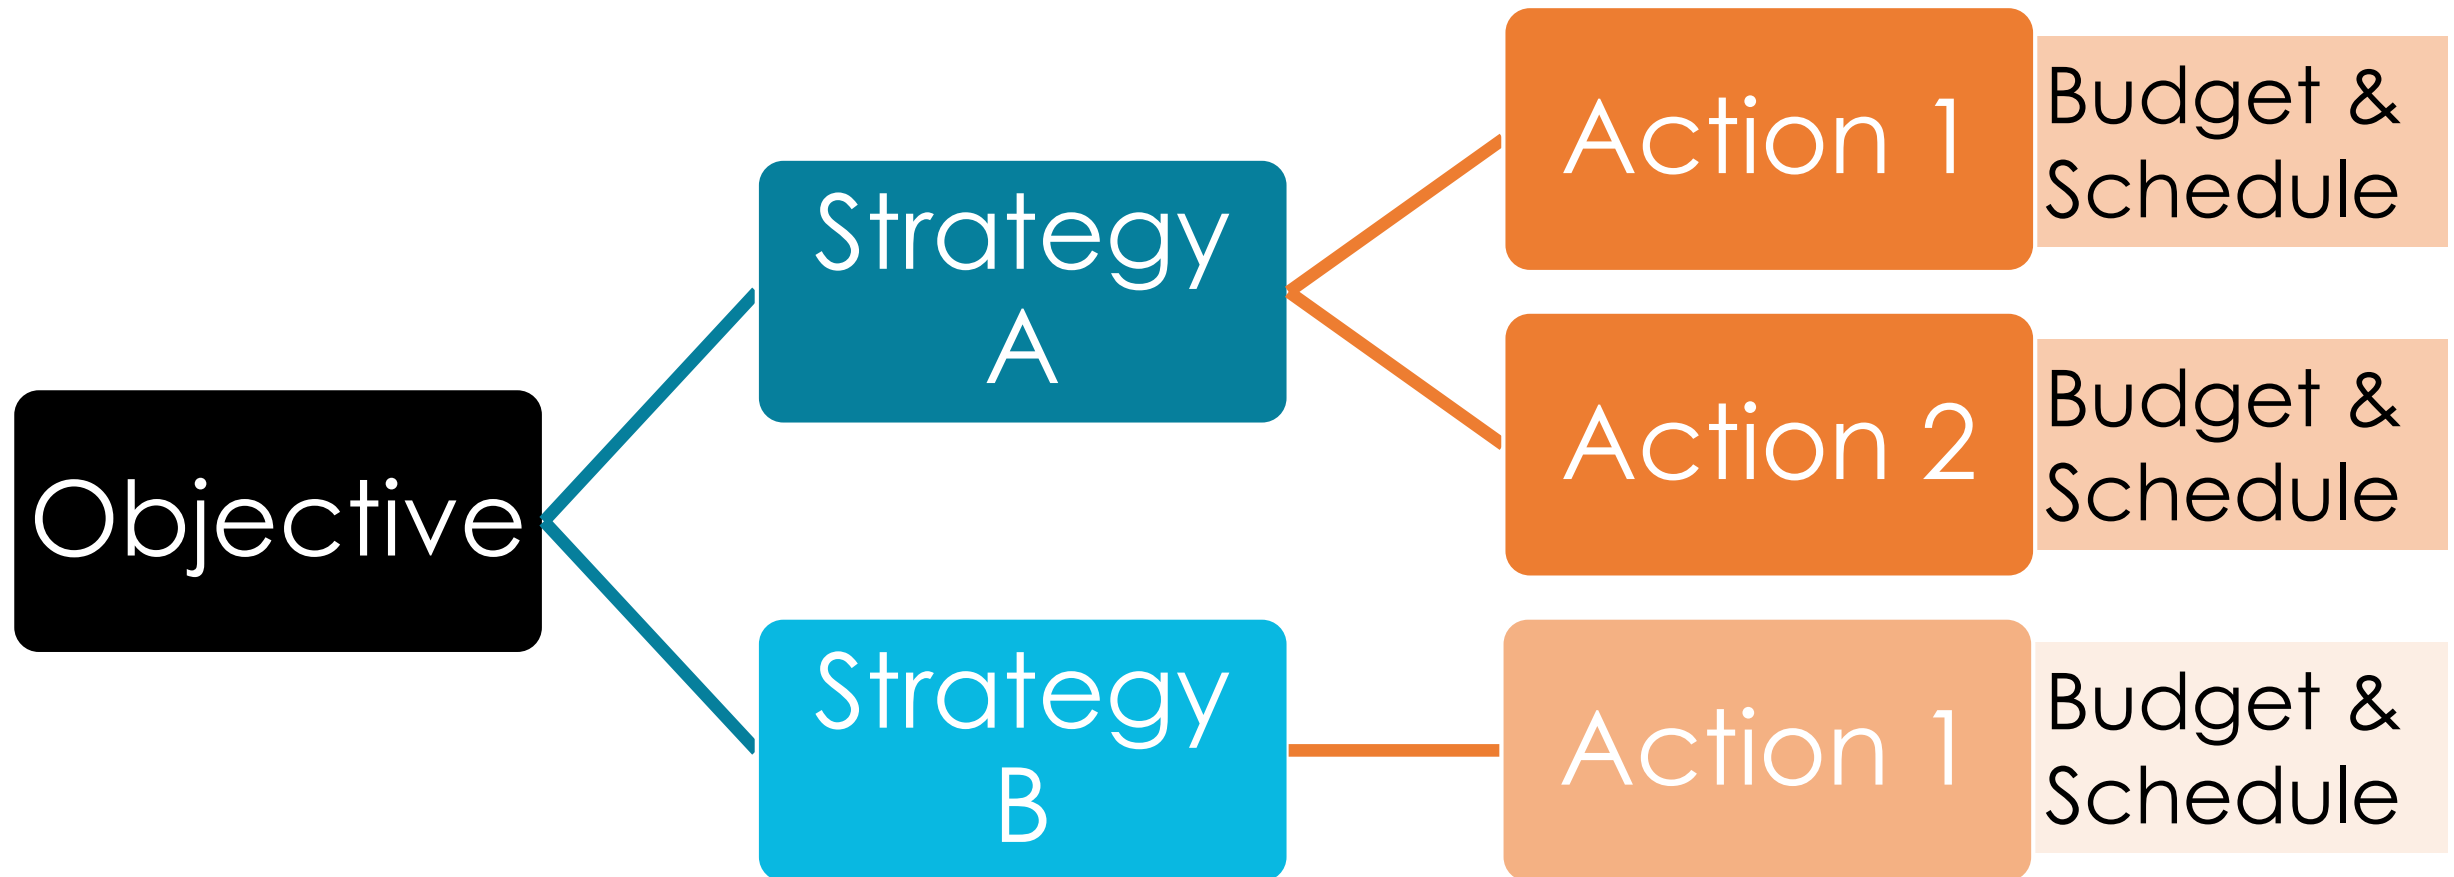 Objective
Strategy
A
Action 1
Budget &
Schedule
Action 2
Budget &
Schedule
Strategy
B
Action 1
Budget &
Schedule